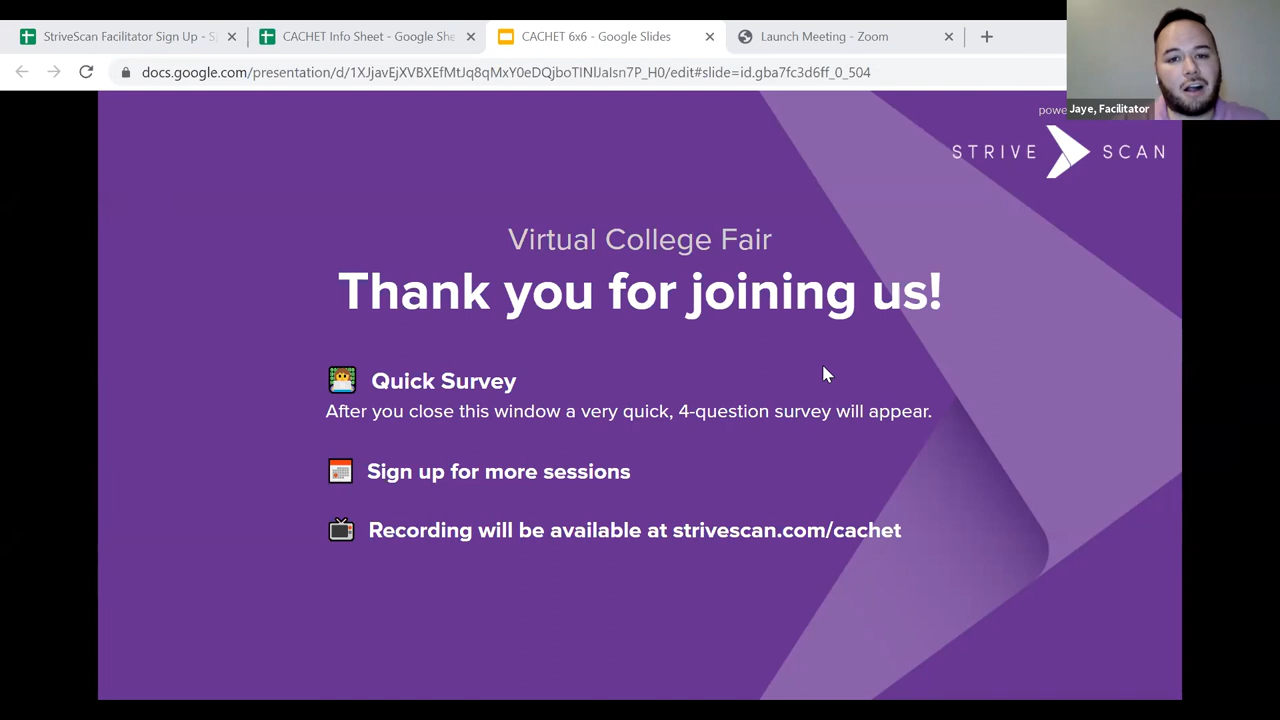 StriveScan Facilitator Sign Up - S
CACHET Info Sheet - Google She
CACHET 6x6 - Google Slides
Launch Meeting - Zoom
docs.google.com/presentation/d/1XJjavEjXVBXEfMtJq8qMxY0eDQjboTlNlJaIsn7P_H0/edit#slide=id.gba7fc3d6ff_0_504
Jaye, Facilitator
powe
STRIVE SCAN
Virtual College Fair
Thank you for joining us!
Quick Survey
After you close this window a very quick, 4-question survey will appear.
Sign up for more sessions
Recording will be available at strivescan.com/cachet